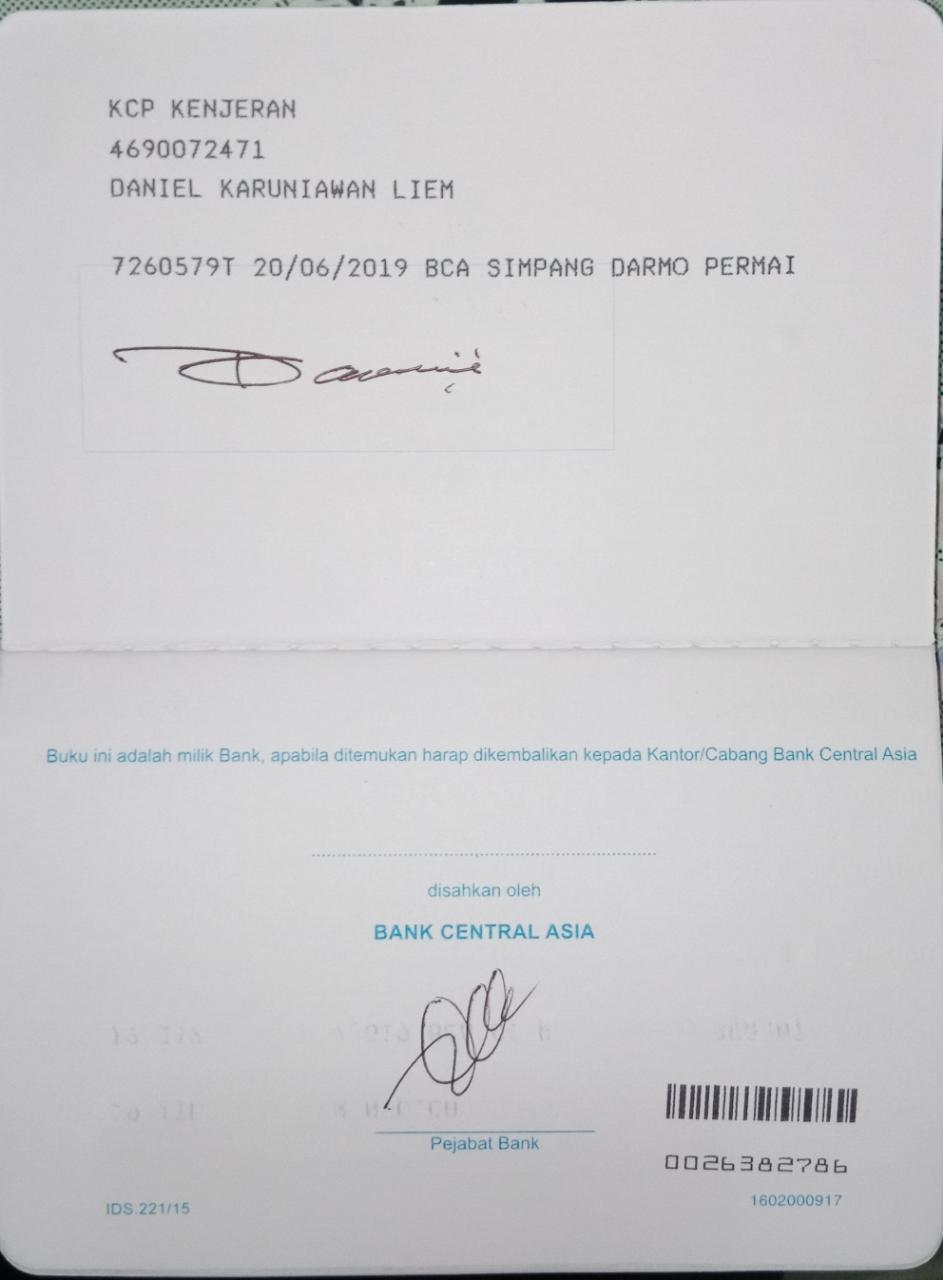 KCP KENJERAN
4690072471
DANIEL KARUNIAWAN LIEM
7260579T 20/06/2019 BCA SIMPANG DARMO PERMAI
Buku ini adalah milik Bank, apabila ditemukan harap dikembalikan kepada Kantor/Cabang Bank Central Asia
disahkan oleh
BANK CENTRAL ASIA
Pejabat Bank
0026382786
IDS.221/15
1602000917